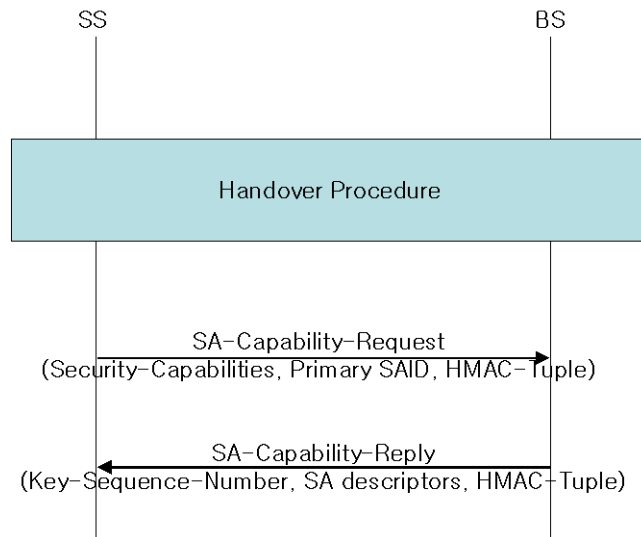 SS
BS
Handover Procedure
SA-Capability-Request
(Security-Capabilities, Primary SAID, HMAC-Tuple)
SA-Capability-Reply
(Key-Sequence-Number, SA descriptors, HMAC-Tuple)